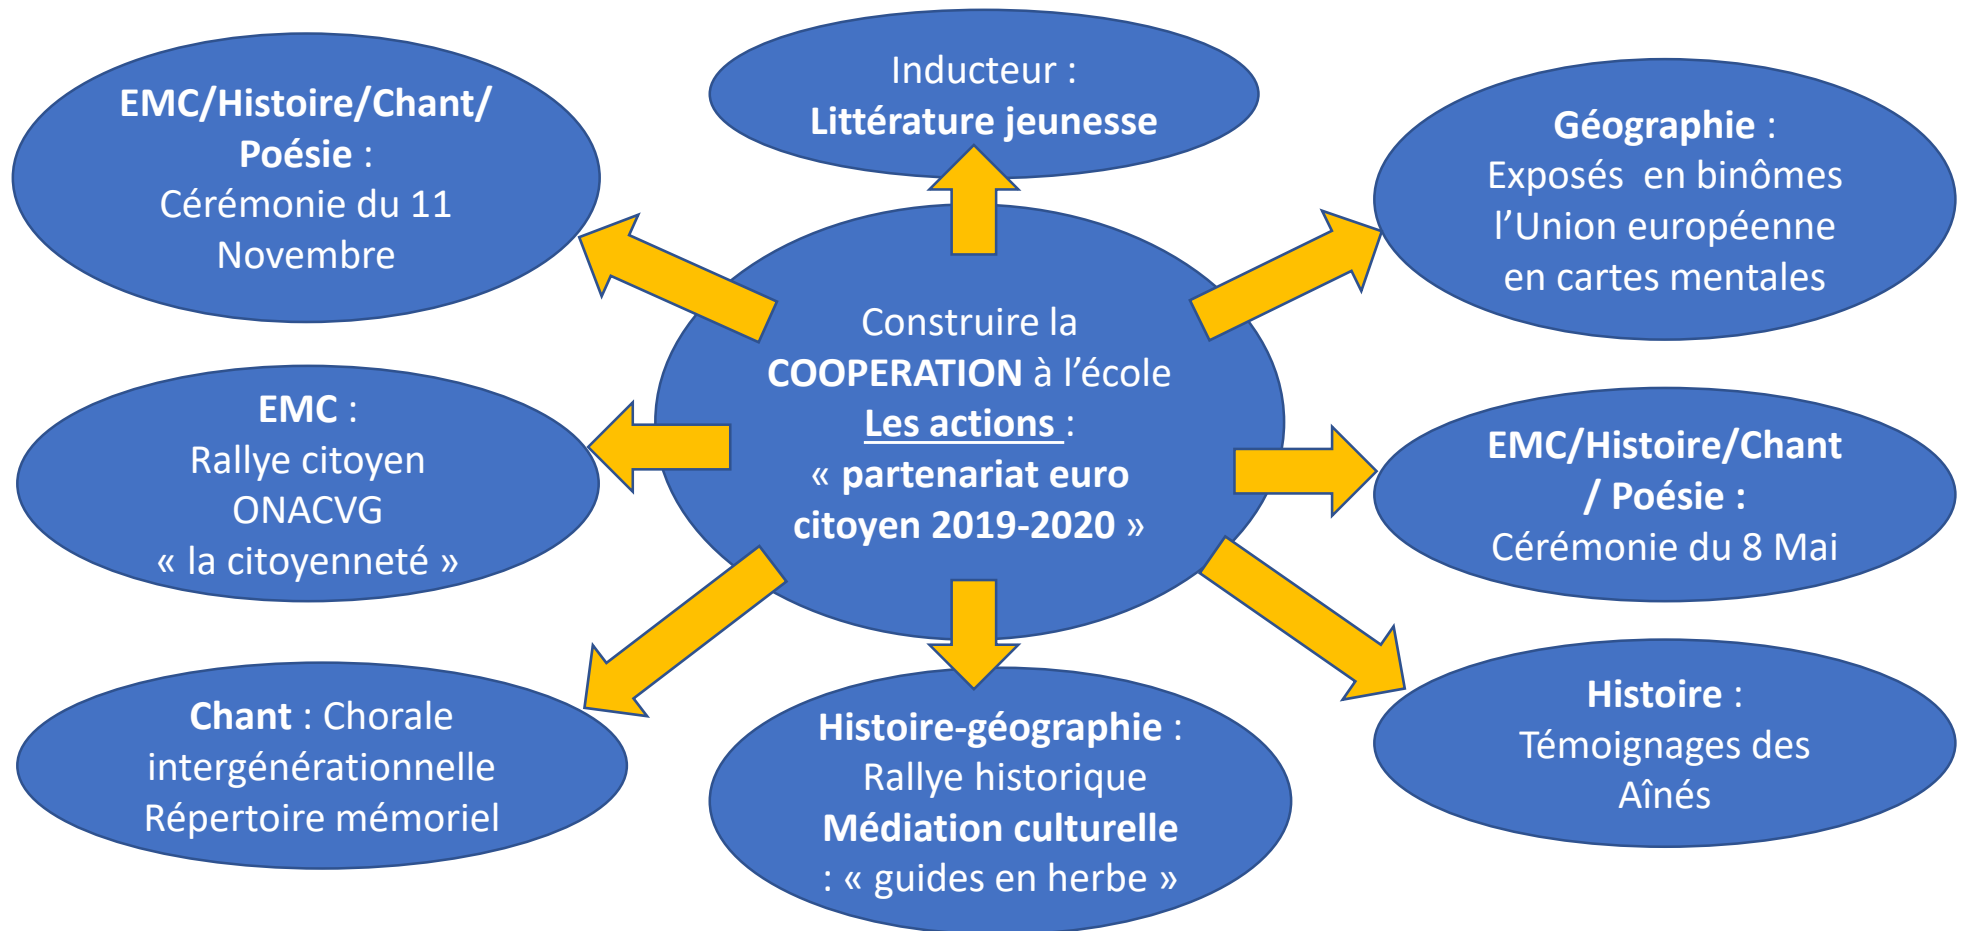 EMC/Histoire/Chant/
Poésie :
Cérémonie du 11
Novembre
Inducteur :
Littérature jeunesse
Géographie :
Exposés  en binômes
l’Union européenne
en cartes mentales
Construire la
COOPERATION à l’école
Les actions :
« partenariat euro
citoyen 2019-2020 »
EMC :
Rallye citoyen
ONACVG
« la citoyenneté »
EMC/Histoire/Chant
/ Poésie :
Cérémonie du 8 Mai
Chant : Chorale
intergénérationnelle
Répertoire mémoriel
Histoire-géographie :
Rallye historique
Médiation culturelle
: « guides en herbe »
Histoire :
Témoignages des
Aînés